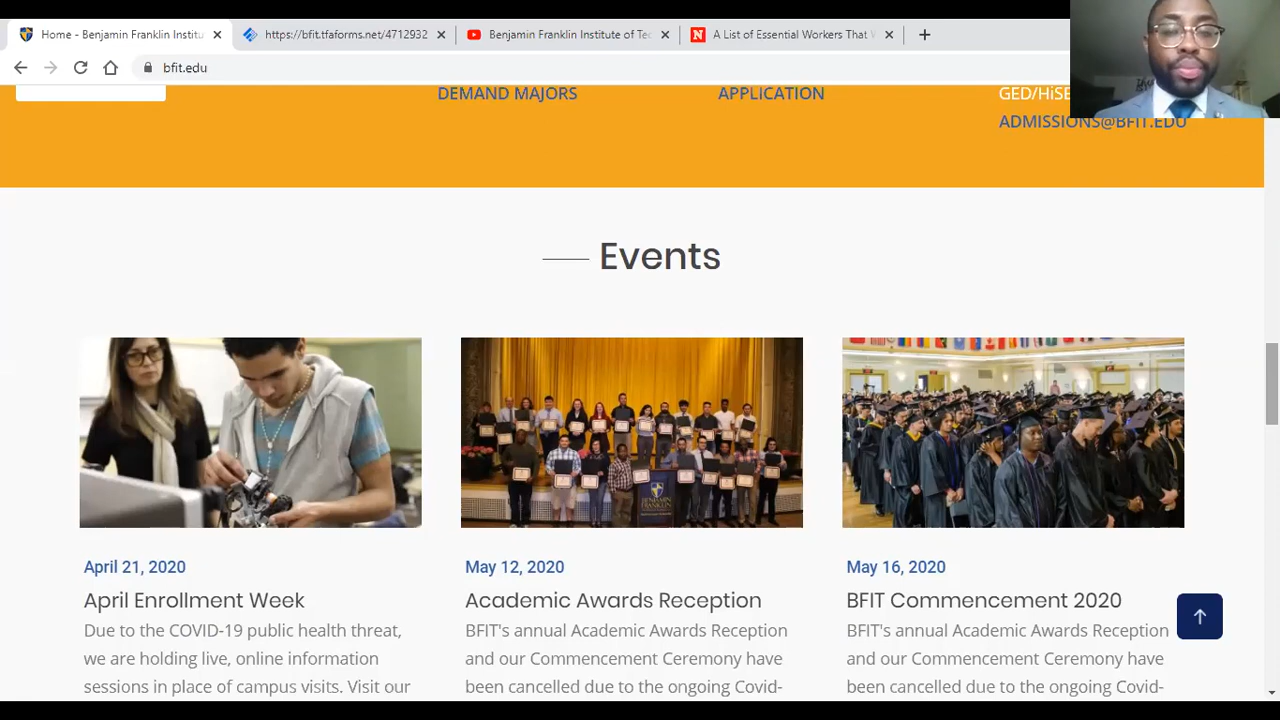 Home - Benjamin Franklin Institu
https://bfit.tfaforms.net/4712932
Benjamin Franklin Institute of Tec
A List of Essential Workers That W
bfit.edu
DEMAND MAJORS
APPLICATION
GED/HiSE
ADMISSIONS@BFIT.EDU
Events
April 21, 2020
April Enrollment Week
Due to the COVID-19 public health threat,
we are holding live, online information
sessions in place of campus visits. Visit our
May 12, 2020
Academic Awards Reception
BFIT's annual Academic Awards Reception
and our Commencement Ceremony have
been cancelled due to the ongoing Covid-
May 16, 2020
BFIT Commencement 2020
BFIT's annual Academic Awards Reception
and our Commencement Ceremony have
been cancelled due to the ongoing Covid-